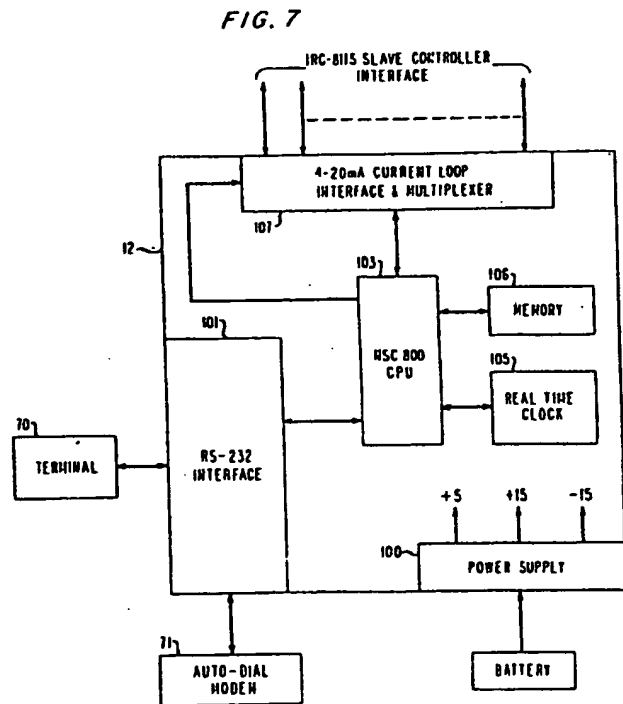 FIG. 7
IRC-8115 SLAVE CONTROLLER
INTERFACE
4-20mA CURRENT LOOP
INTERFACE & MULTIPLEXER
107
12
103
106
101
NSC 800
CPU
MEMORY
105
REAL TIME
CLOCK
70
TERMINAL
RS-232
INTERFACE
+5
+15
-15
100
POWER SUPPLY
71
AUTO-DIAL
MODEM
BATTERY